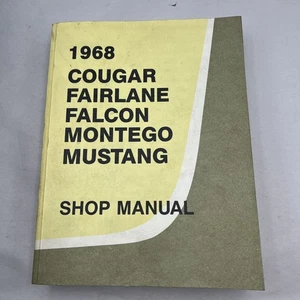 1968
COUGAR
FAIRLANE
FALCON
MONTEGO
MUSTANG
SHOP MANUAL